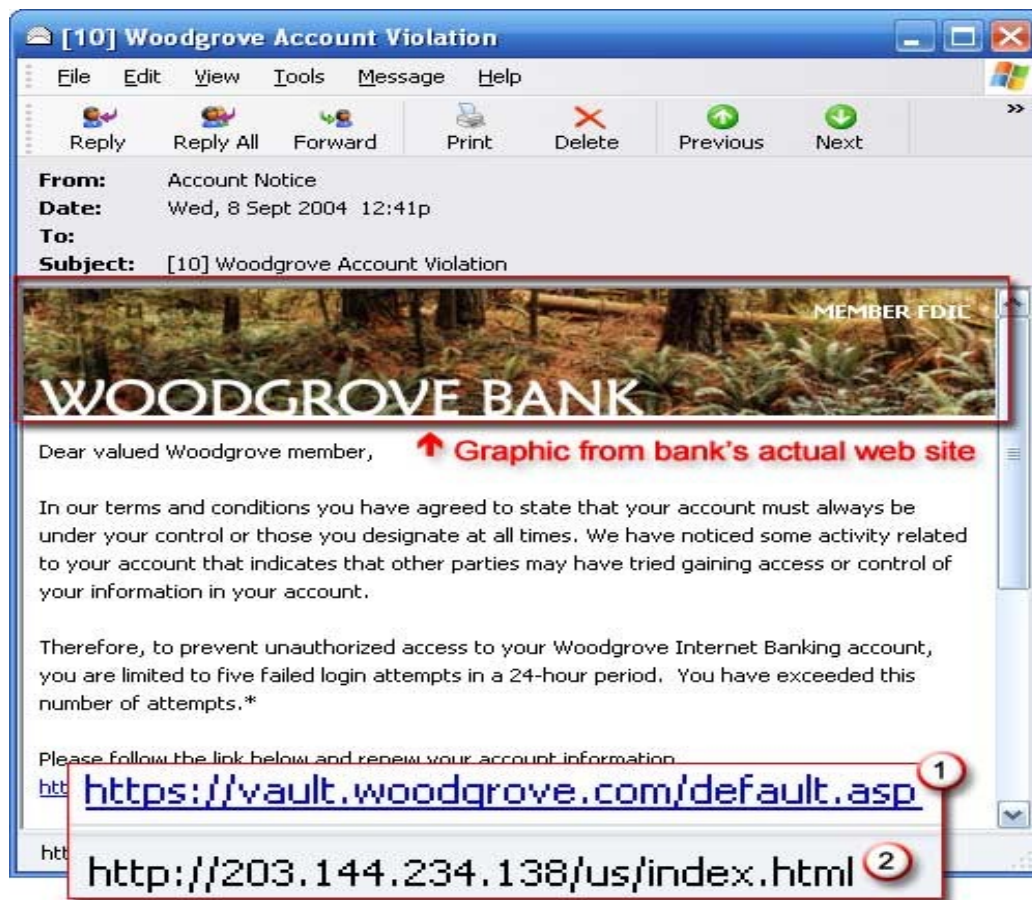 [10] Woodgrove Account Violation
File Edit View Tools Message Help
Reply Reply All Forward Print Delete Previous Next »
From: Account Notice
Date: Wed, 8 Sept 2004 12:41p
To:
Subject: [10] Woodgrove Account Violation
MEMBER FDIC
WOODGROVE BANK
Dear valued Woodgrove member,
Graphic from bank's actual web site
In our terms and conditions you have agreed to state that your account must always be
under your control or those you designate at all times. We have noticed some activity related
to your account that indicates that other parties may have tried gaining access or control of
your information in your account.
Therefore, to prevent unauthorized access to your Woodgrove Internet Banking account,
you are limited to five failed login attempts in a 24-hour period. You have exceeded this
number of attempts.*
Please follow the link below and renew your account information
htt
https://vault.woodgrove.com/default.asp 1
htt
http://203.144.234.138/us/index.html 2